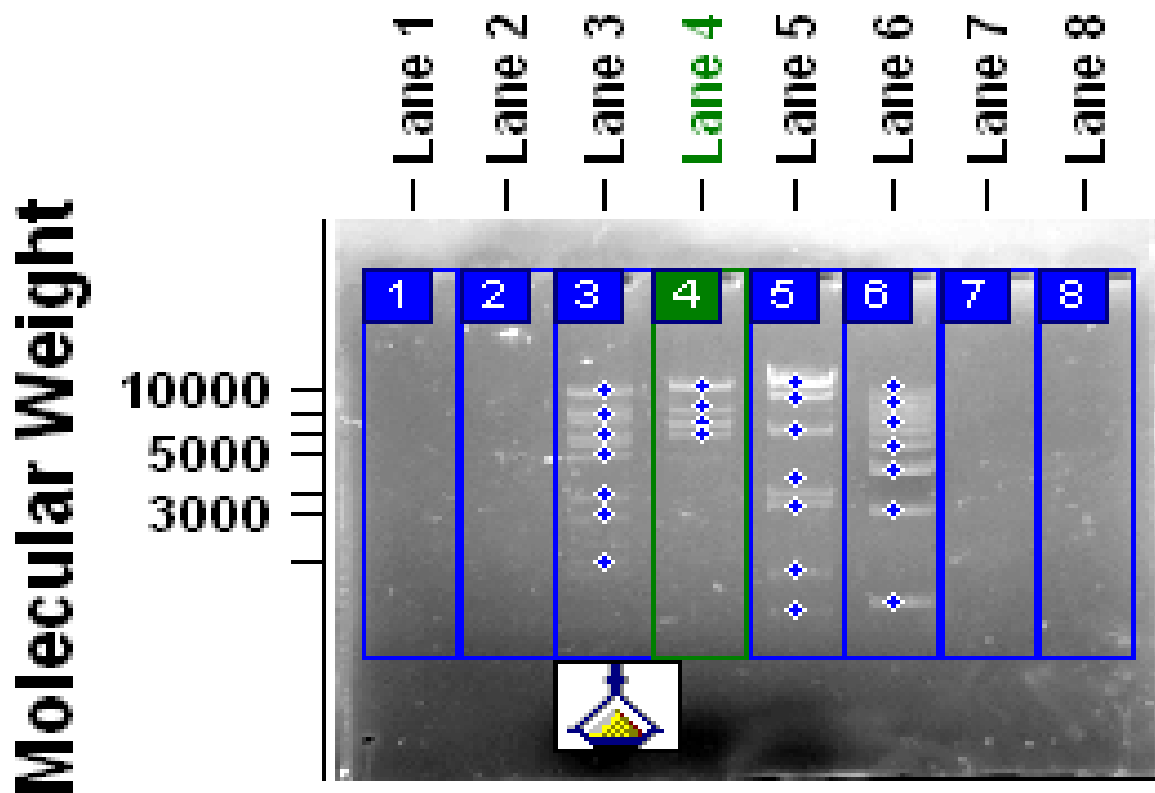 Lane 1
Lane 2
Lane 3
Lane 4
Lane 5
Lane 6
Lane 7
Lane 8
Molecular Weight
1 2 3 4 5 6 7 8
10000
5000
3000